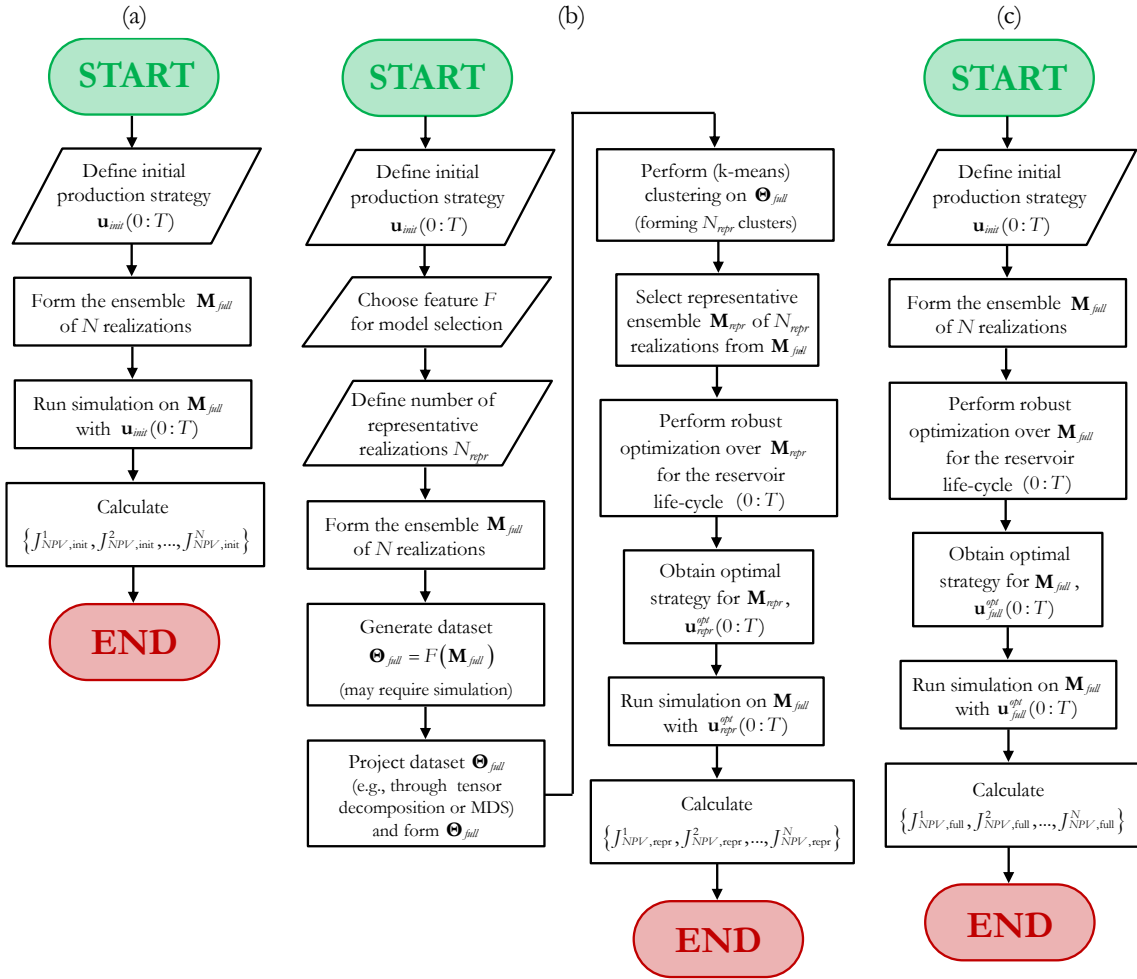 (a)
START
Define initial
production strategy
𝐮_init(0:T)
Form the ensemble 𝐌_full
of N realizations
Run simulation on 𝐌_full
with 𝐮_init(0:T)
Calculate
{J^1_NPV,init, J^2_NPV,init,..., J^N_NPV,init}
END
(b)
START
Define initial
production strategy
𝐮_init(0:T)
Choose feature F
for model selection
Define number of
representative
realizations N_repr
Form the ensemble 𝐌_full
of N realizations
Generate dataset
𝚯_full = F(𝐌_full)
(may require simulation)
Project dataset 𝚯_full
(e.g., through tensor
decomposition or MDS)
and form 𝚯_full
Perform (k-means)
clustering on 𝚯_full
(forming N_repr clusters)
Select representative
ensemble 𝐌_repr of N_repr
realizations from 𝐌_full
Perform robust
optimization over 𝐌_repr
for the reservoir
life-cycle (0:T)
Obtain optimal
strategy for 𝐌_repr,
𝐮^opt_repr(0:T)
Run simulation on 𝐌_full
with 𝐮^opt_repr(0:T)
Calculate
{J^1_NPV,repr, J^2_NPV,repr,..., J^N_NPV,repr}
END
(c)
START
Define initial
production strategy
𝐮_init(0:T)
Form the ensemble 𝐌_full
of N realizations
Perform robust
optimization over 𝐌_full
for the reservoir
life-cycle (0:T)
Obtain optimal
strategy for 𝐌_full,
𝐮^opt_full(0:T)
Run simulation on 𝐌_full
with 𝐮^opt_full(0:T)
Calculate
{J^1_NPV,full, J^2_NPV,full,..., J^N_NPV,full}
END